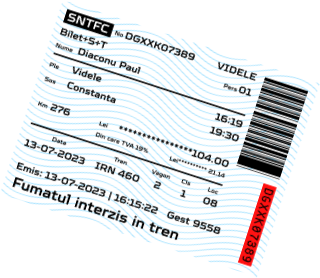 SNTFC No DGXXK07389 VIDELE
Bilet+S+T Pers 01
Nume Diaconu Paul
Ple Videle 16:19
Sos Constanta 19:30
Km 276 Lei ****************104.00
Din care TVA 19% Lei********** 21.14
Date Tren Vagon Cls Loc
13-07-2023 IRN 460 2 1 08
Emis: 13-07-2023 | 16:15:22 Gest 9558
Fumatul interzis in tren
DGXXK07389